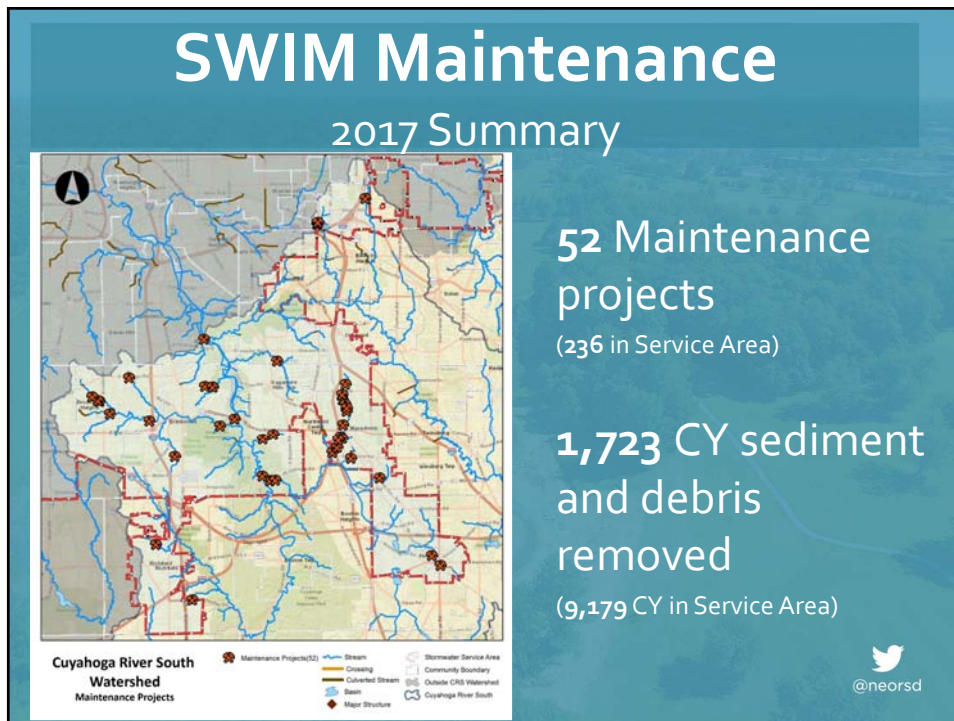 SWIM Maintenance
2017 Summary
52 Maintenance
projects
(236 in Service Area)
1,723 CY sediment
and debris
removed
(9,179 CY in Service Area)
Cuyahoga River South
Watershed
Maintenance Projects
Maintenance Projects(52)
Stream
Crossing
Culverted Stream
Basin
Major Structure
Stormwater Service Area
Community Boundary
Outside CRS Watershed
Cuyahoga River South
@neorsd